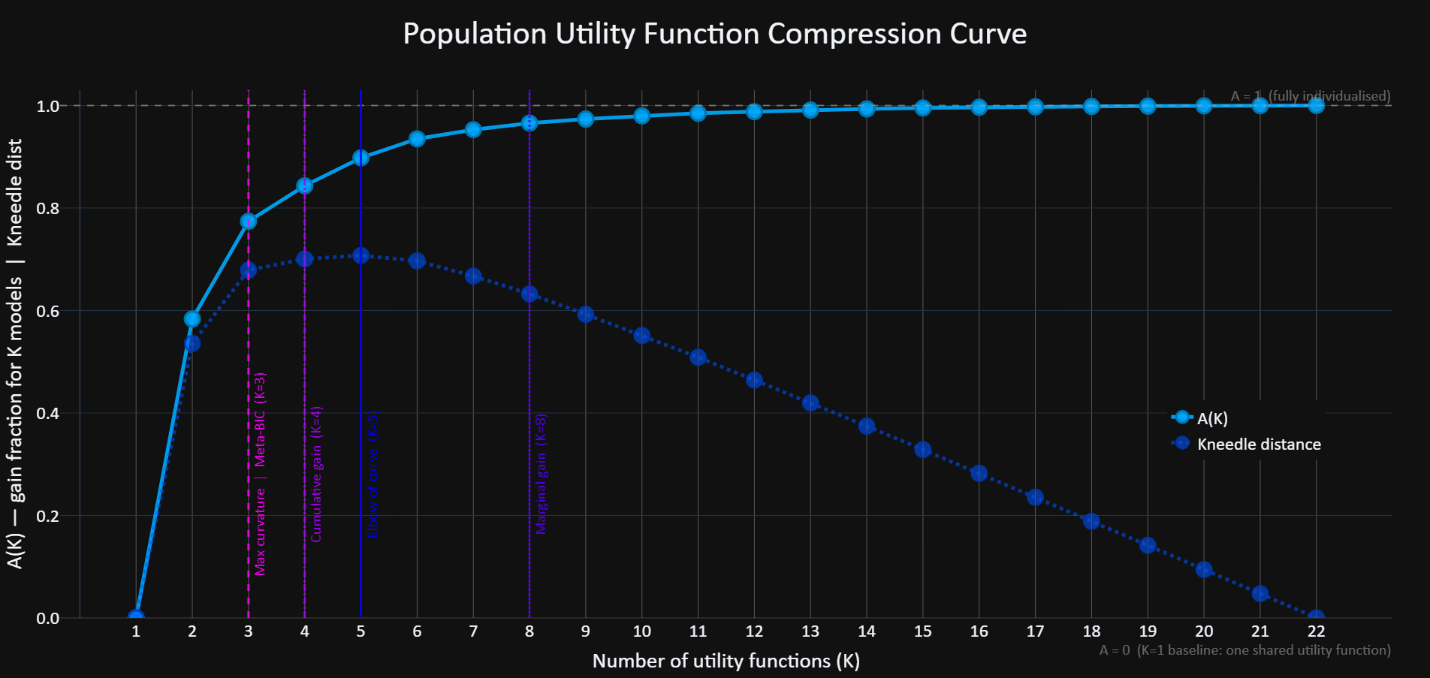 Population Utility Function Compression Curve
A = 1 (fully individualised)
A(K) — gain fraction for K models | Kneedle dist
1.0
0.8
0.6
0.4
0.2
0.0
Max curvature | Meta-BIC (K=3)
Cumulative gain (K=4)
Elbow of curve (K=5)
Marginal gain (K=8)
A(K)
Kneedle distance
1 2 3 4 5 6 7 8 9 10 11 12 13 14 15 16 17 18 19 20 21 22
A = 0 (K=1 baseline: one shared utility function)
Number of utility functions (K)